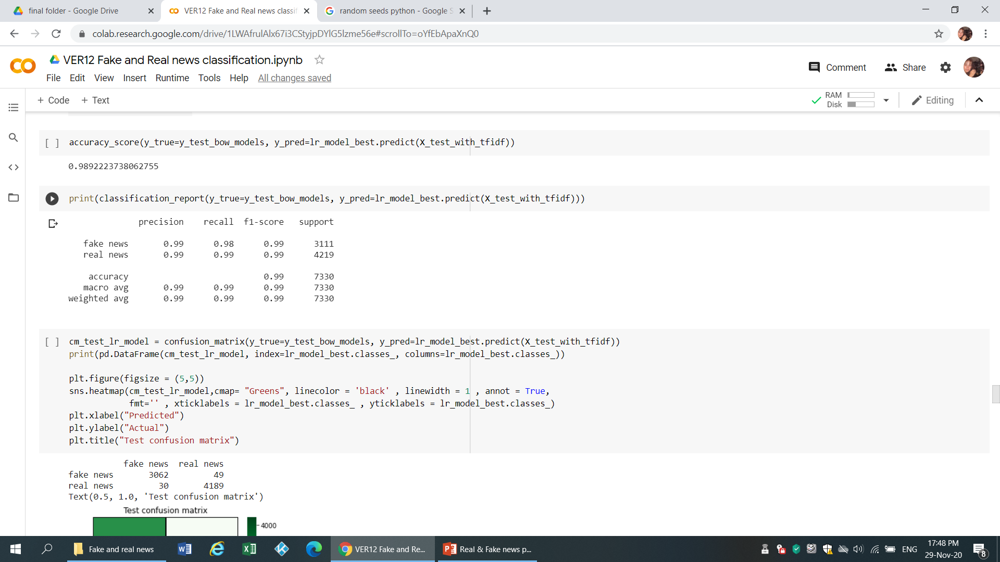 final folder - Google Drive
VER12 Fake and Real news classif
random seeds python - Google S
colab.research.google.com/drive/1LWAfrulAlx67i3CStyjpDYlG5lzme56e#scrollTo=oYfEbApaXnQ0
VER12 Fake and Real news classification.ipynb
Comment Share
File Edit View Insert Runtime Tools Help All changes saved
+ Code + Text
RAM
Disk
Editing
[ ] accuracy_score(y_true=y_test_bow_models, y_pred=lr_model_best.predict(X_test_with_tfidf))
0.9892223738062755
print(classification_report(y_true=y_test_bow_models, y_pred=lr_model_best.predict(X_test_with_tfidf)))
precision recall f1-score support
fake news 0.99 0.98 0.99 3111
real news 0.99 0.99 0.99 4219
accuracy 0.99 7330
macro avg 0.99 0.99 0.99 7330
weighted avg 0.99 0.99 0.99 7330
[ ] cm_test_lr_model = confusion_matrix(y_true=y_test_bow_models, y_pred=lr_model_best.predict(X_test_with_tfidf))
print(pd.DataFrame(cm_test_lr_model, index=lr_model_best.classes_, columns=lr_model_best.classes_))
plt.figure(figsize = (5,5))
sns.heatmap(cm_test_lr_model,cmap= "Greens", linecolor = 'black' , linewidth = 1 , annot = True,
fmt='' , xticklabels = lr_model_best.classes_ , yticklabels = lr_model_best.classes_)
plt.xlabel("Predicted")
plt.ylabel("Actual")
plt.title("Test confusion matrix")
fake news real news
fake news 3062 49
real news 30 4189
Text(0.5, 1.0, 'Test confusion matrix')
Test confusion matrix
4000
Fake and real news
VER12 Fake and Re...
Real & Fake news p...
ENG
17:48 PM
29-Nov-20
8